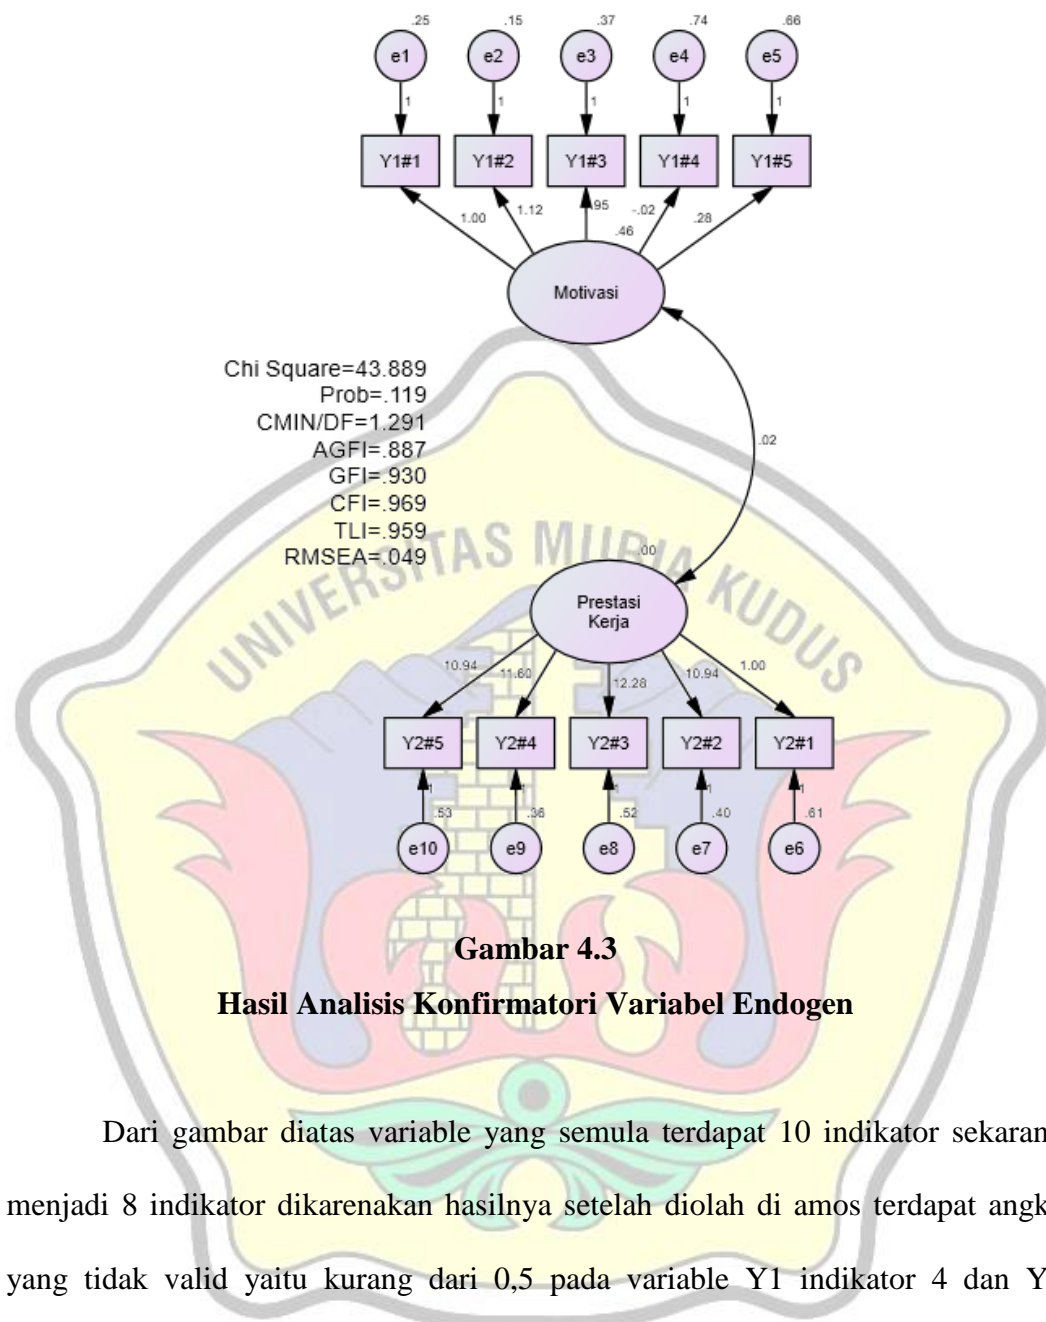 .25 .15 .37 .74 .66
e1 e2 e3 e4 e5
1 1 1 1 1
Y1#1 Y1#2 Y1#3 Y1#4 Y1#5
1.00 1.12 .95 -.02 .28
.46
Motivasi
Chi Square=43.889
Prob=.119
CMIN/DF=1.291
AGFI=.887
GFI=.930
CFI=.969
TLI=.959
RMSEA=.049
.02
UNIVERSITAS MURIA KUDUS
.00
Prestasi
Kerja
10.94 11.60 12.28 10.94 1.00
Y2#5 Y2#4 Y2#3 Y2#2 Y2#1
1 1 1 1 1
.53 .36 .52 .40 .61
e10 e9 e8 e7 e6
Gambar 4.3
Hasil Analisis Konfirmatori Variabel Endogen
Dari gambar diatas variable yang semula terdapat 10 indikator sekaran
menjadi 8 indikator dikarenakan hasilnya setelah diolah di amos terdapat angk
yang tidak valid yaitu kurang dari 0,5 pada variable Y1 indikator 4 dan Y